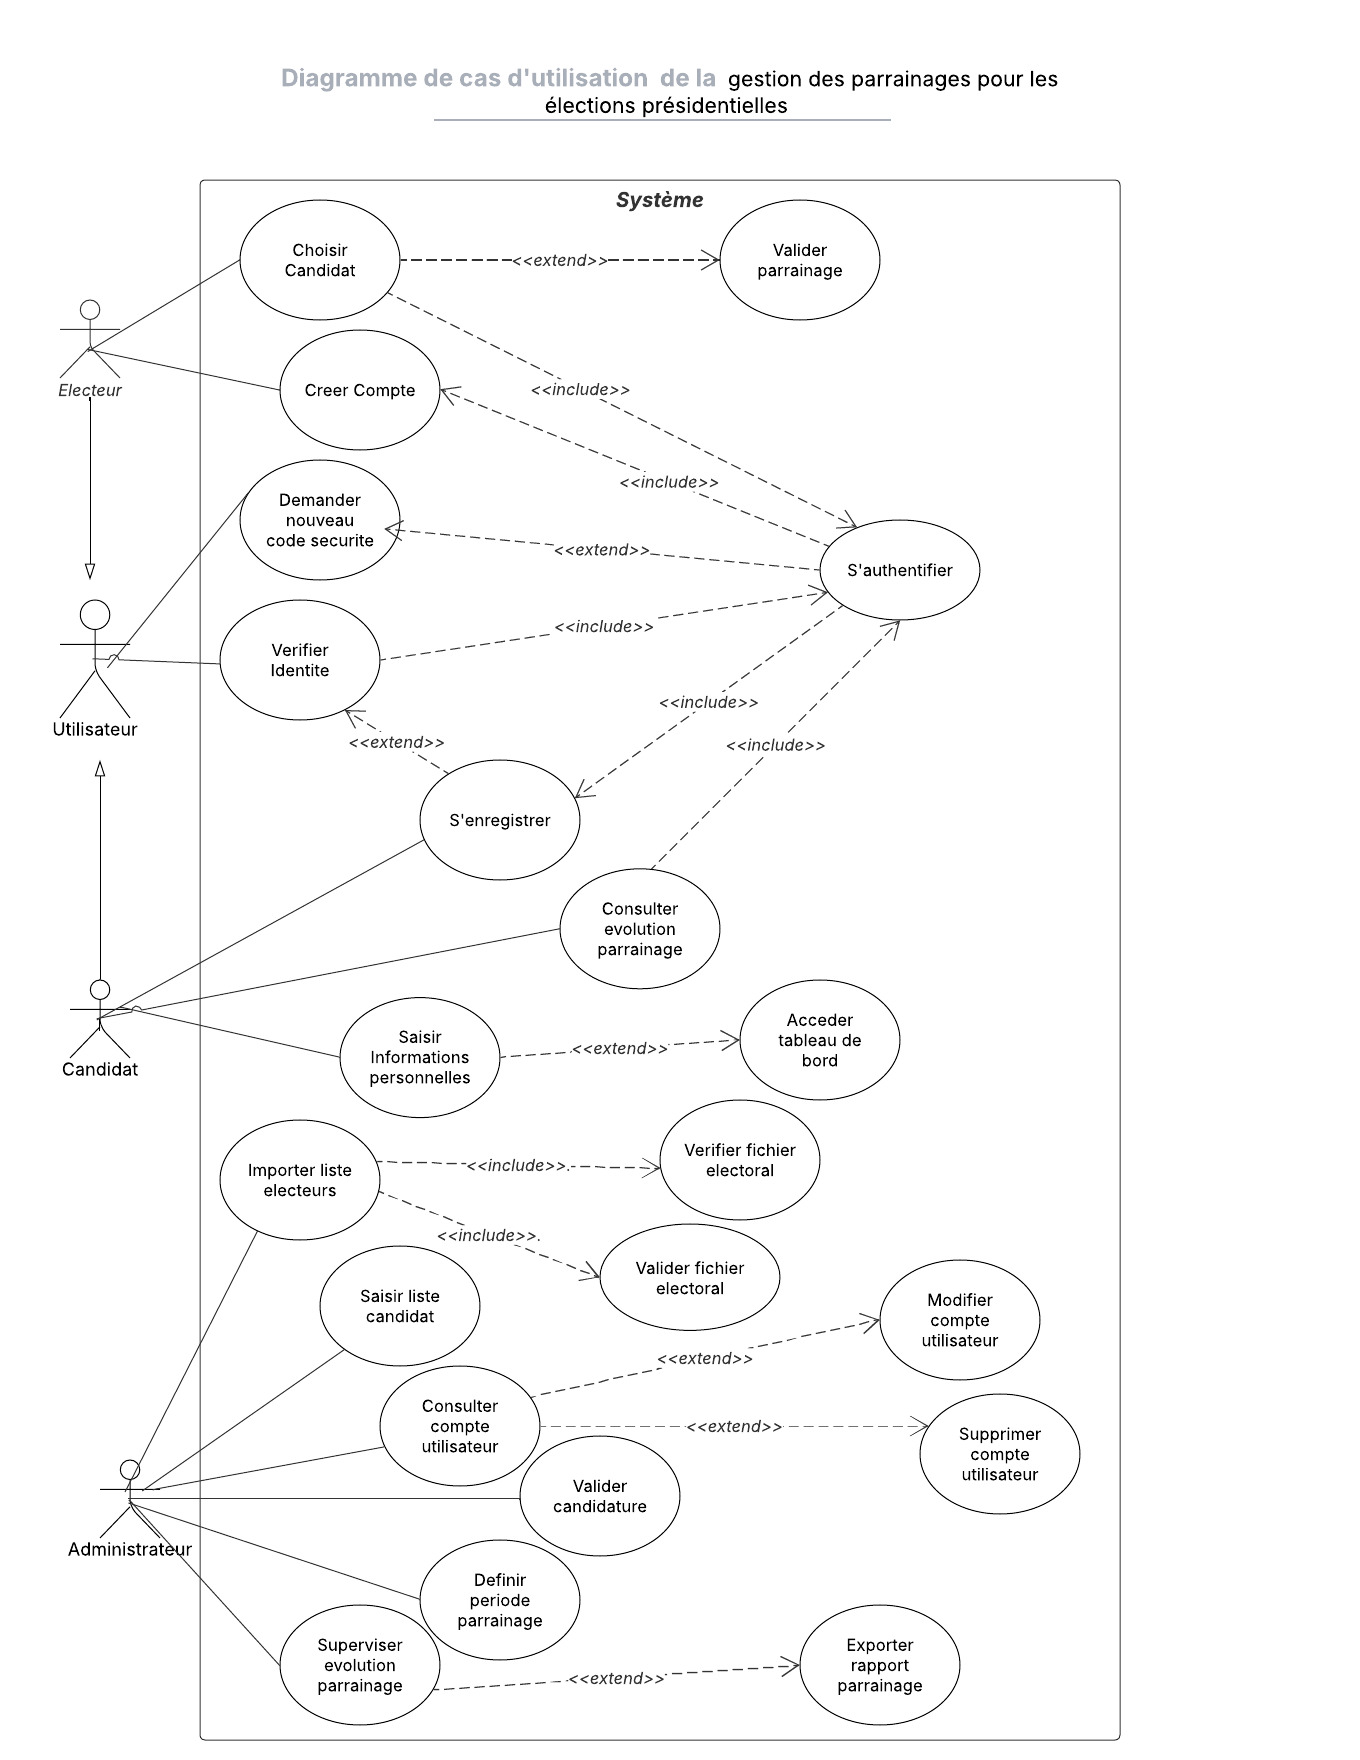 Diagramme de cas d'utilisation de la gestion des parrainages pour les
élections présidentielles
Système
Choisir
Candidat
<<extend>>
Valider
parrainage
Electeur
Creer Compte
<<include>>
<<include>>
Demander
nouveau
code securite
<<extend>>
S'authentifier
Utilisateur
Verifier
Identite
<<include>>
<<include>>
<<extend>>
<<include>>
S'enregistrer
Consulter
evolution
parrainage
Candidat
Saisir
Informations
personnelles
<<extend>>
Acceder
tableau de
bord
Importer liste
electeurs
<<include>>.
Verifier fichier
electoral
<<include>>.
Valider fichier
electoral
Saisir liste
candidat
Modifier
compte
utilisateur
<<extend>>
Consulter
compte
utilisateur
<<extend>>
Supprimer
compte
utilisateur
Valider
candidature
Administrateur
Definir
periode
parrainage
Superviser
evolution
parrainage
<<extend>>
Exporter
rapport
parrainage